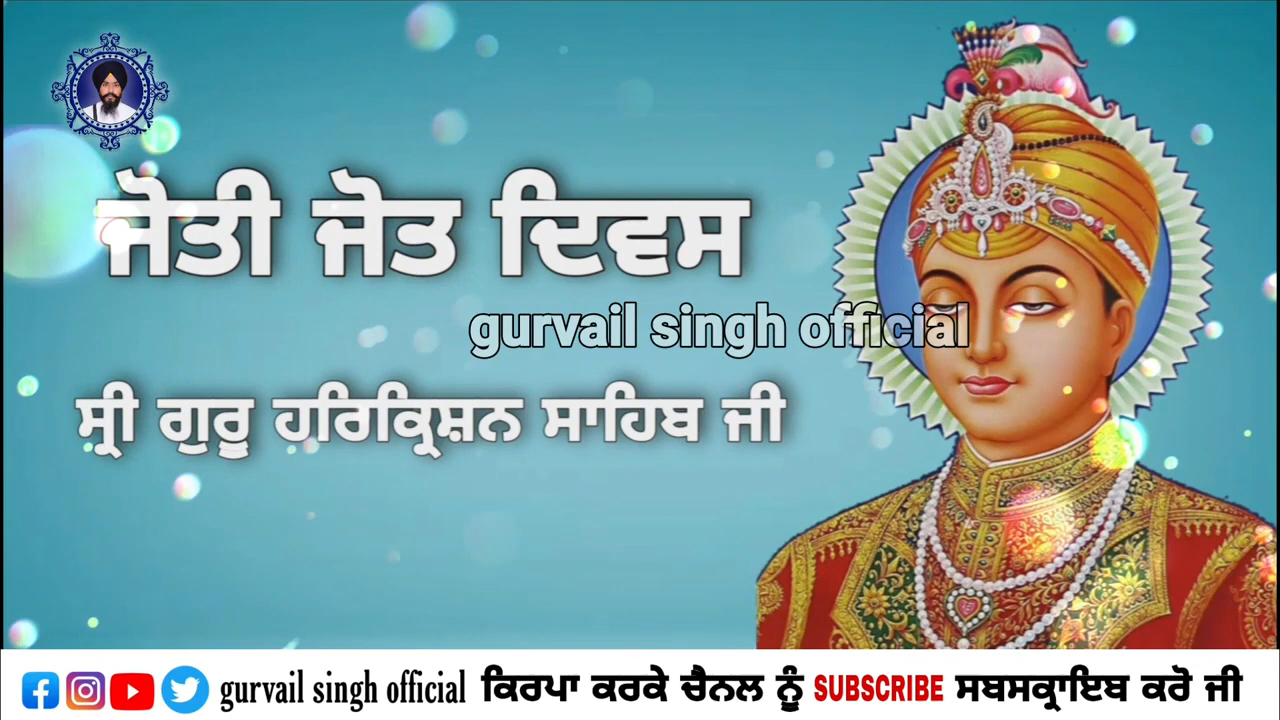 ਜੋਤੀ ਜੋਤ ਦਿਵਸ
gurvail singh official
ਸ੍ਰੀ ਗੁਰੂ ਹਰਿਕ੍ਰਿਸ਼ਨ ਸਾਹਿਬ ਜੀ
gurvail singh official ਕਿਰਪਾ ਕਰਕੇ ਚੈਨਲ ਨੂੰ SUBSCRIBE ਸਬਸਕ੍ਰਾਇਬ ਕਰੋ ਜੀ